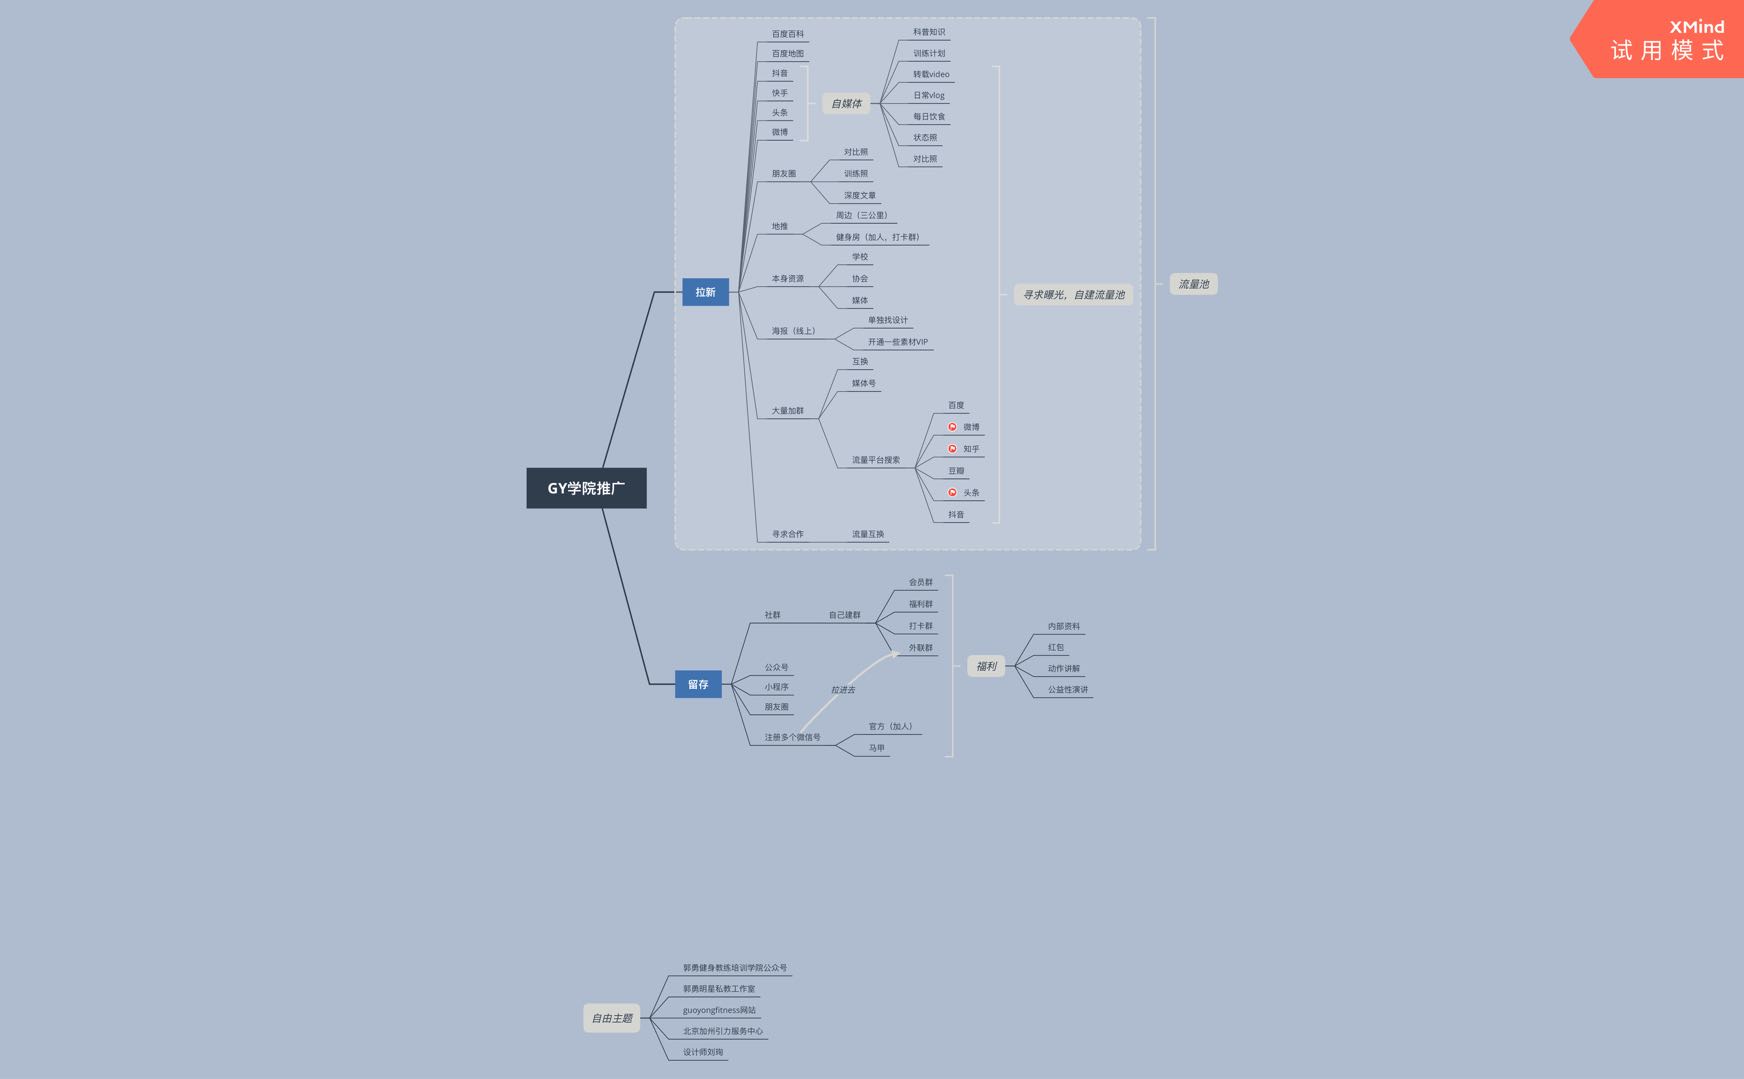 XMind
试用模式
百度百科
百度地图
抖音
快手
头条
微博
自媒体
科普知识
训练计划
转载video
日常vlog
每日饮食
状态照
对比照
朋友圈
对比照
训练照
深度文章
地推
周边（三公里）
健身房（加人，打卡群）
本身资源
学校
协会
媒体
拉新
海报（线上）
单独找设计
开通一些素材VIP
大量加群
互换
媒体号
流量平台搜索
百度
微博
知乎
豆瓣
头条
抖音
寻求合作
流量互换
寻求曝光，自建流量池
流量池
GY学院推广
留存
社群
自己建群
会员群
福利群
打卡群
外联群
公众号
小程序
朋友圈
拉进去
注册多个微信号
官方（加人）
马甲
福利
内部资料
红包
动作讲解
公益性演讲
自由主题
郭勇健身教练培训学院公众号
郭勇明星私教工作室
guoyongfitness网站
北京加州引力服务中心
设计师刘珣